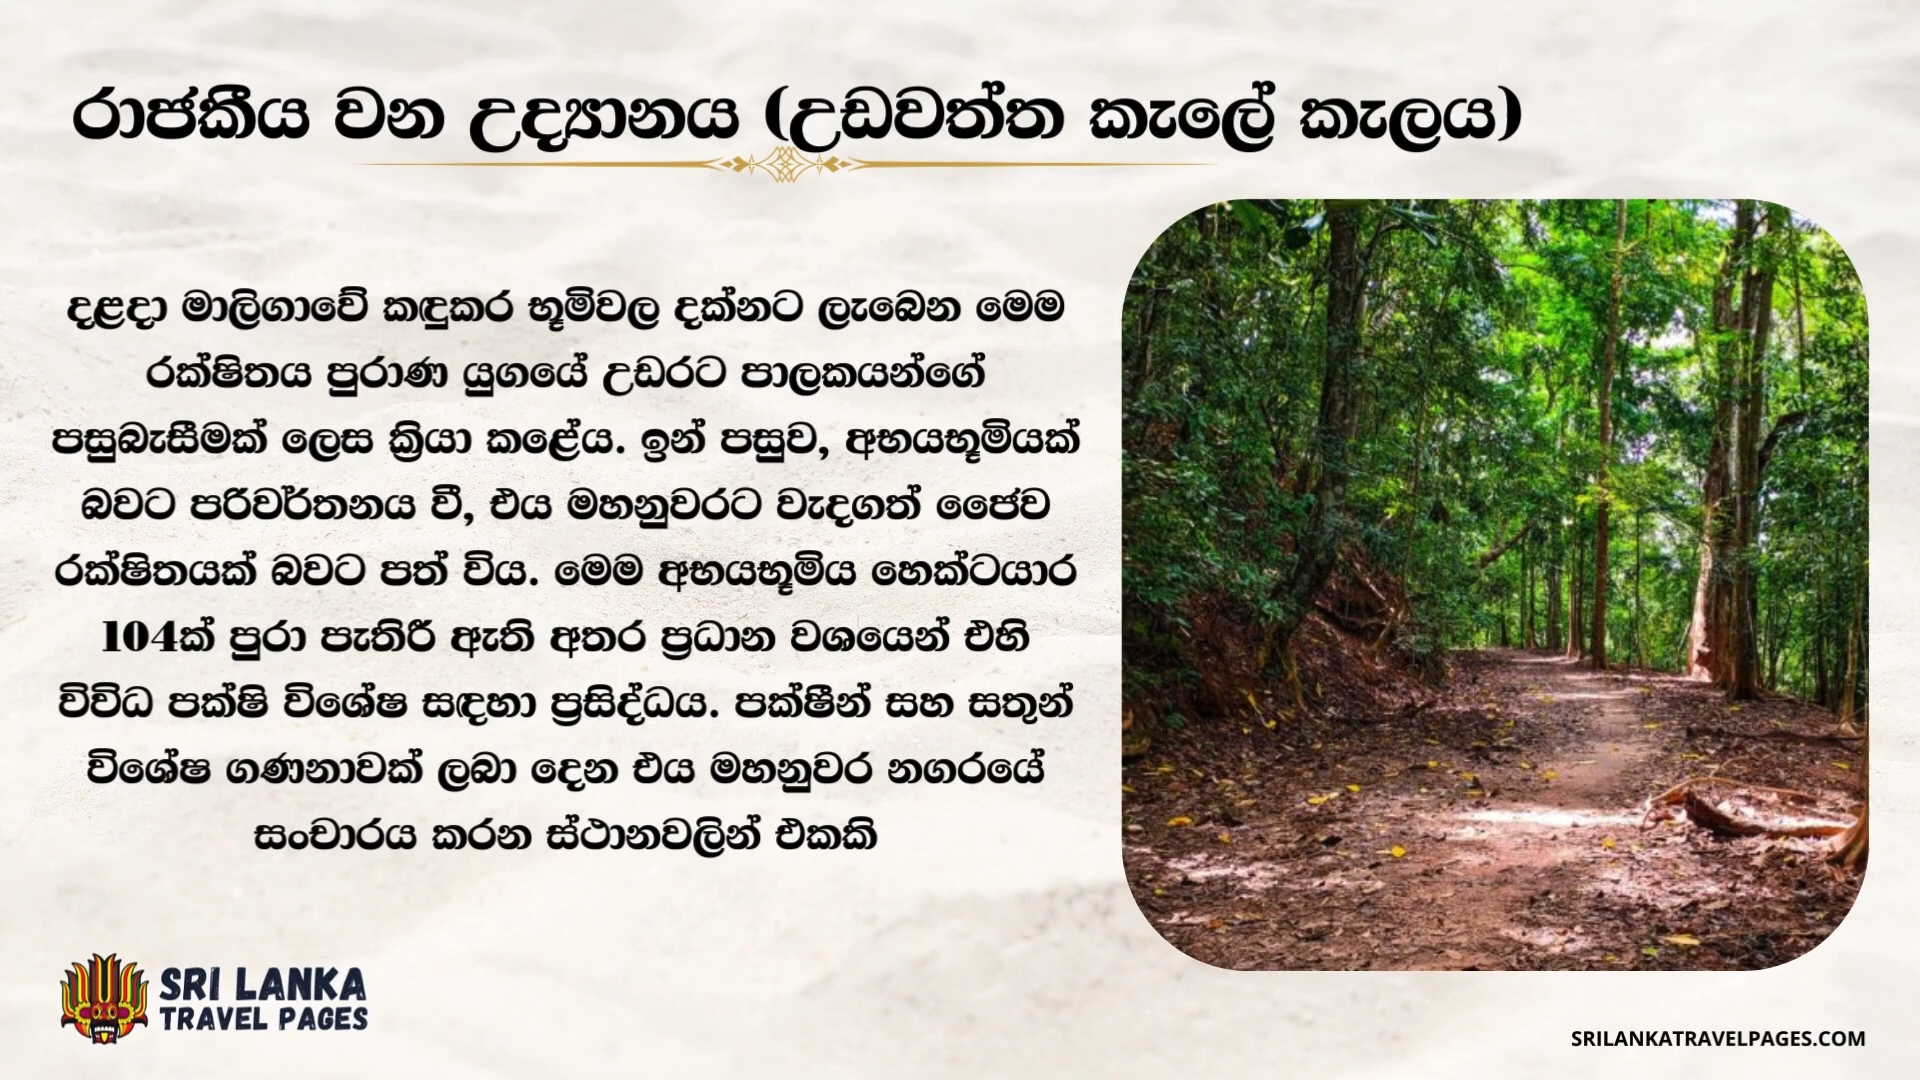 රාජකීය වන උද්‍යානය (උඩවත්ත කැලේ කැලය)
දළදා මාලිගාවේ කඳුකර භූමිවල දක්නට ලැබෙන මෙම
රක්ෂිතය පුරාණ යුගයේ උඩරට පාලකයන්ගේ
පසුබැසීමක් ලෙස ක්‍රියා කළේය. ඉන් පසුව, අභයභූමියක්
බවට පරිවර්තනය වී, එය මහනුවරට වැදගත් ජෛව
රක්ෂිතයක් බවට පත් විය. මෙම අභයභූමිය හෙක්ටයාර
104ක් පුරා පැතිරී ඇති අතර ප්‍රධාන වශයෙන් එහි
විවිධ පක්ෂි විශේෂ සඳහා ප්‍රසිද්ධය. පක්ෂීන් සහ සතුන්
විශේෂ ගණනාවක් ලබා දෙන එය මහනුවර නගරයේ
සංචාරය කරන ස්ථානවලින් එකකි
SRI LANKA
TRAVEL PAGES
SRILANKATRAVELPAGES.COM